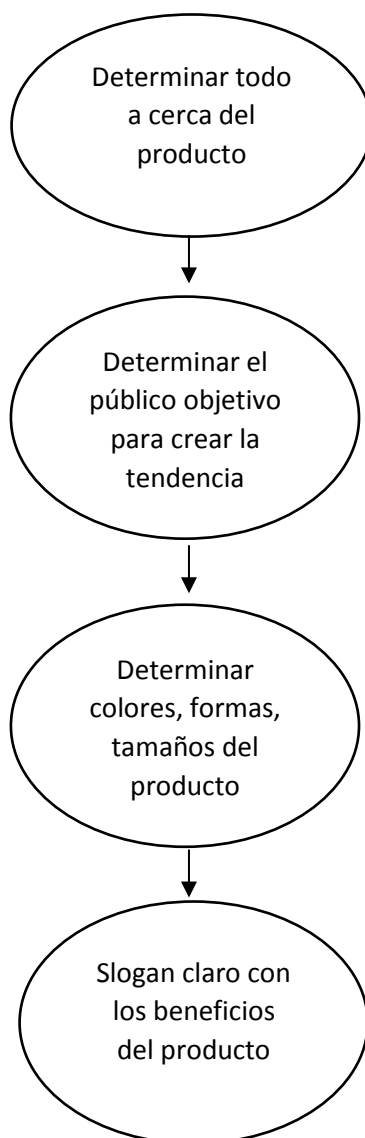 Determinar todo
a cerca del
producto
Determinar el
público objetivo
para crear la
tendencia
Determinar
colores, formas,
tamaños del
producto
Slogan claro con
los beneficios
del producto